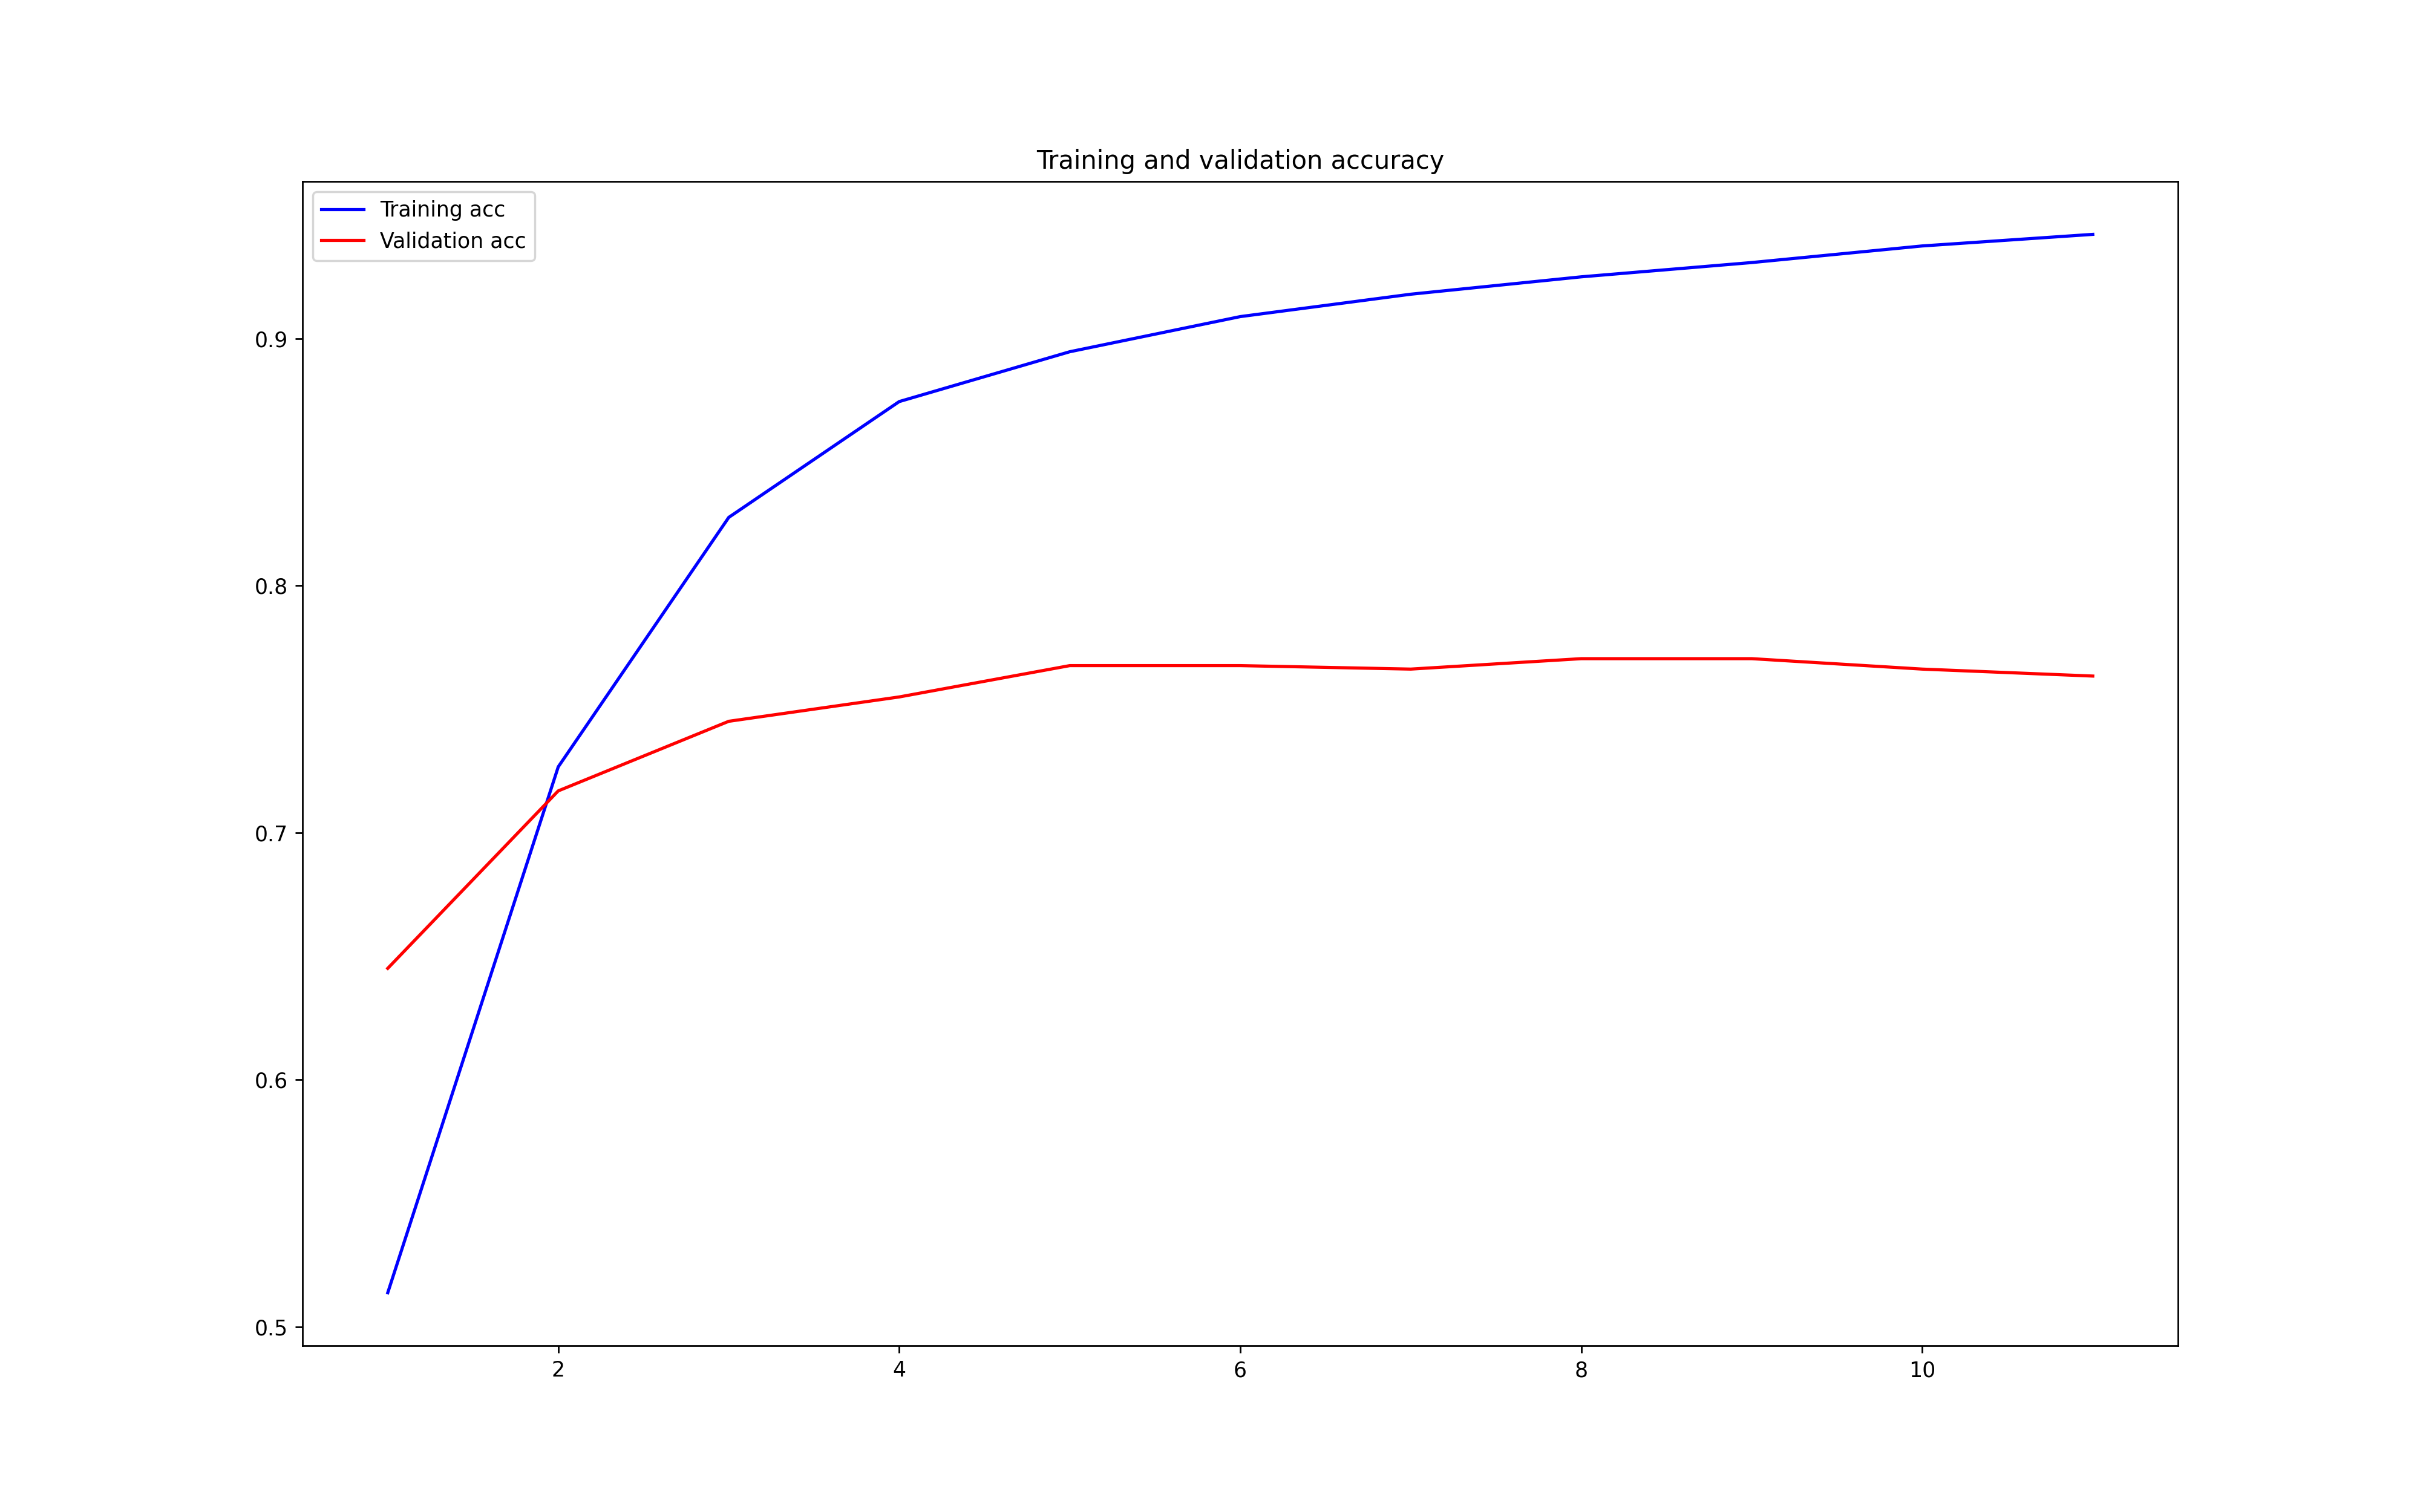 Training and validation accuracy
Training acc
Validation acc
0.9
0.8
0.7
0.6
0.5
2 4 6 8 10